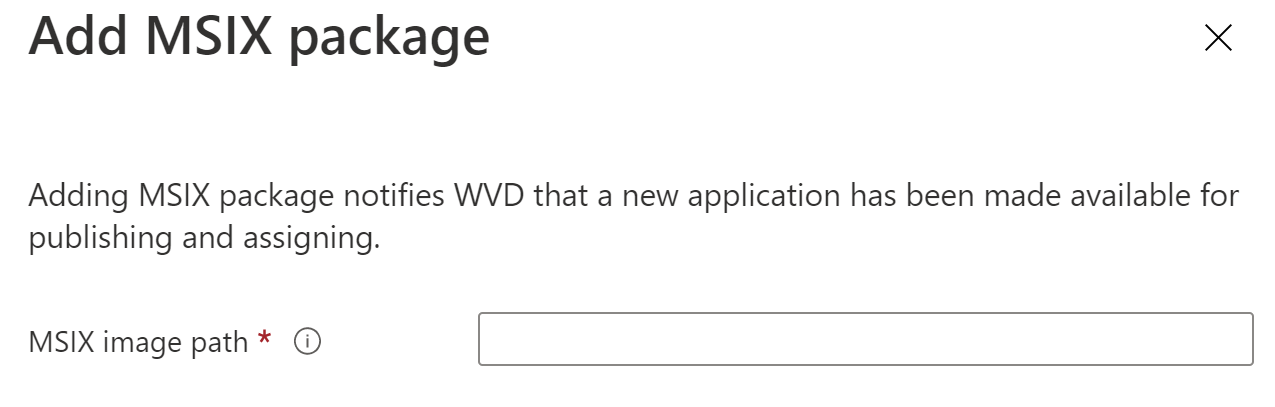 Add MSIX package
Adding MSIX package notifies WVD that a new application has been made available for
publishing and assigning.
MSIX image path *